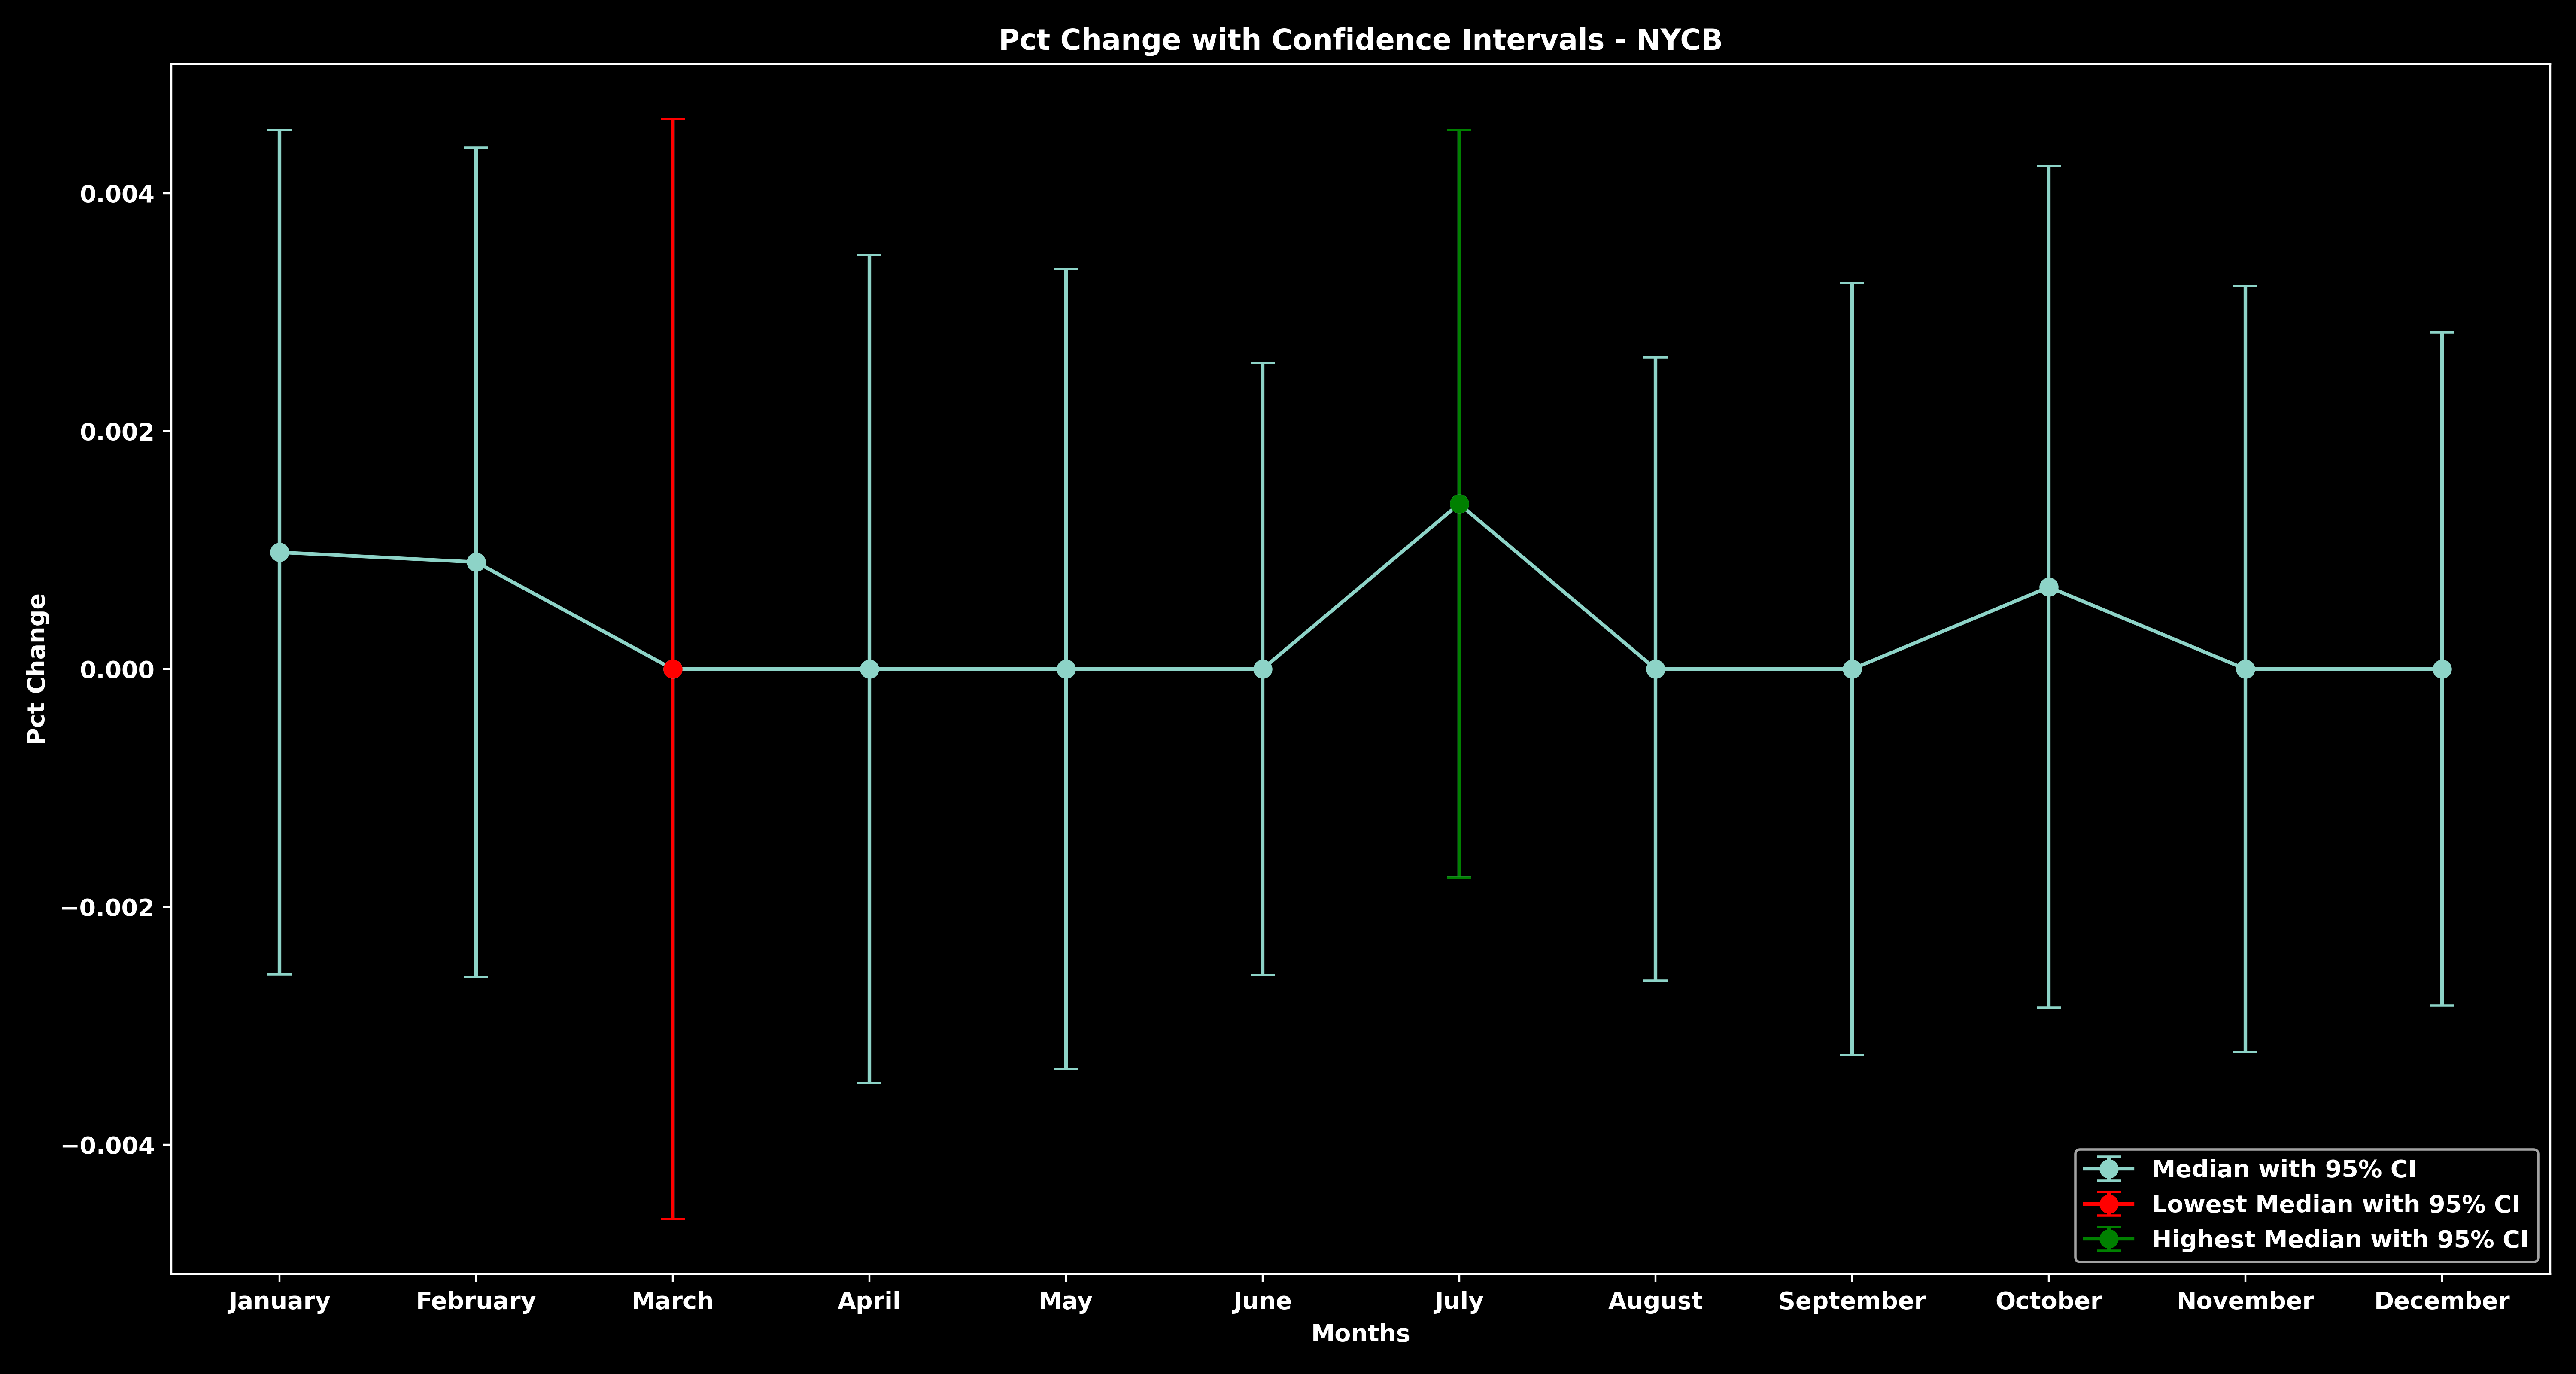 Pct Change with Confidence Intervals - NYCB
Pct Change
0.004
0.002
0.000
−0.002
−0.004
Median with 95% CI
Lowest Median with 95% CI
Highest Median with 95% CI
January February March April May June July August September October November December
Months